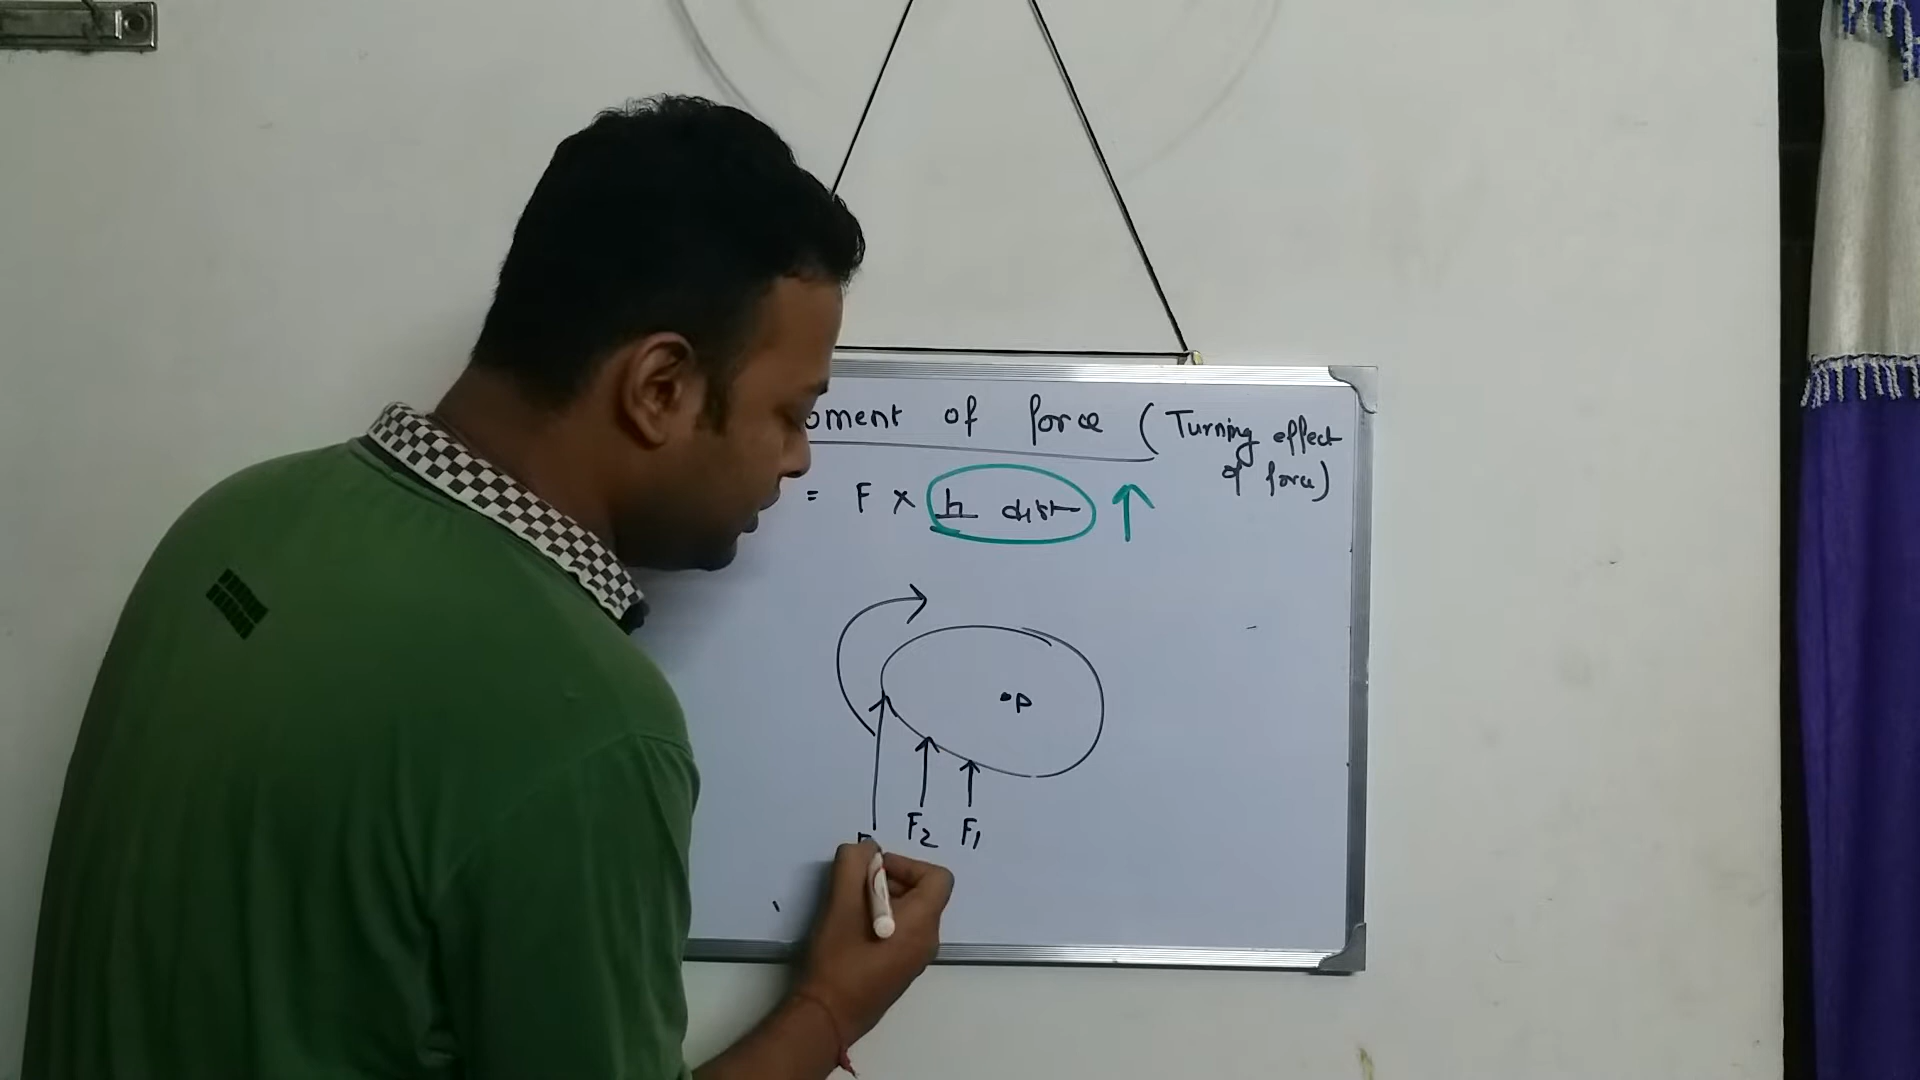 oment of force (Turning effect
of force)
= F × h dist ↑
P
F2 F1